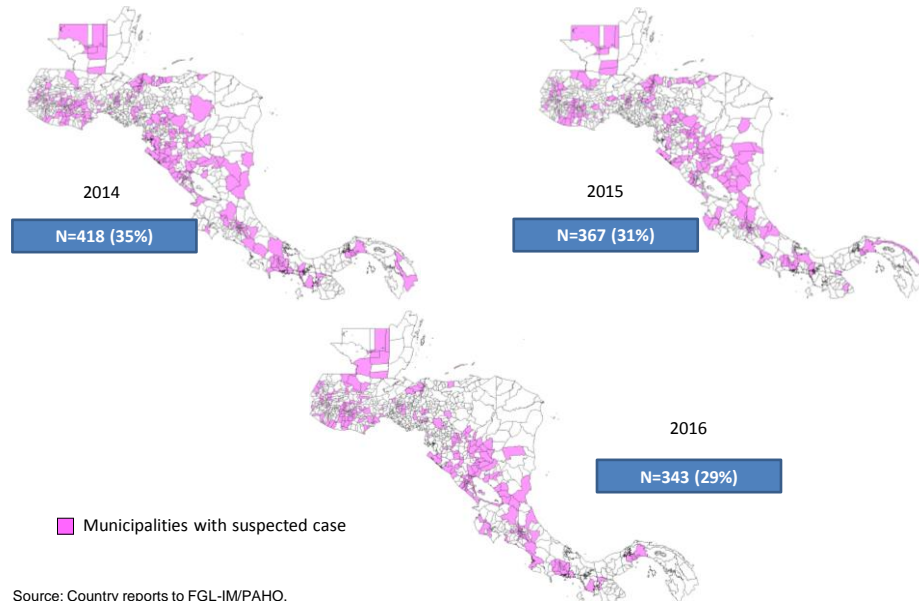 2014
N=418 (35%)
2015
N=367 (31%)
2016
N=343 (29%)
Municipalities with suspected case
Source: Country reports to FGL-IM/PAHO.